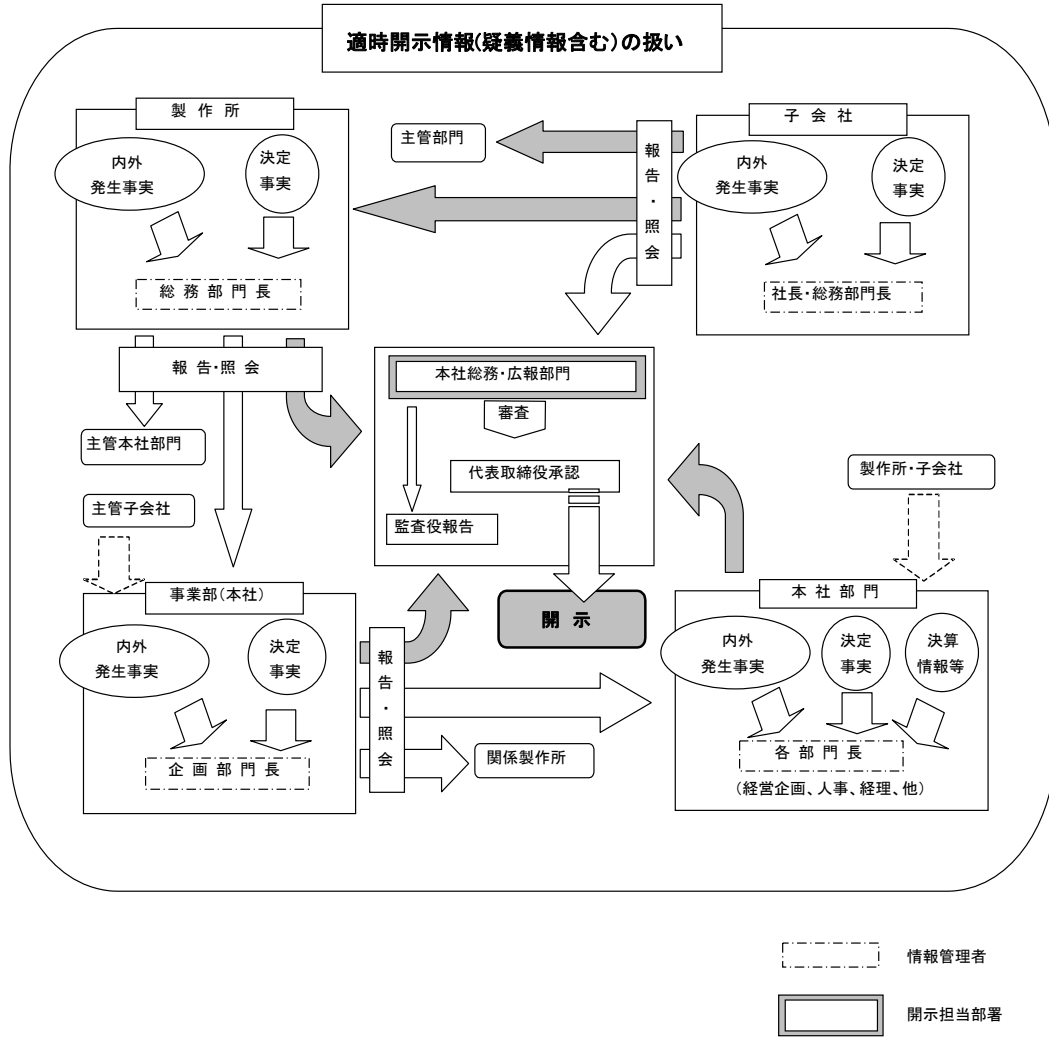 適時開示情報(疑義情報含む)の扱い
製 作 所
内外
発生事実
決定
事実
総 務 部 門 長
主管部門
報告・照会
子 会 社
内外
発生事実
決定
事実
社長・総務部門長
報 告・照 会
主管本社部門
主管子会社
本社総務・広報部門
審査
代表取締役承認
監査役報告
開 示
製作所・子会社
事業部(本社)
内外
発生事実
決定
事実
企 画 部 門 長
報告・照会
関係製作所
本 社 部 門
内外
発生事実
決定
事実
決算
情報等
各 部 門 長
(経営企画、人事、経理、他)
情報管理者
開示担当部署